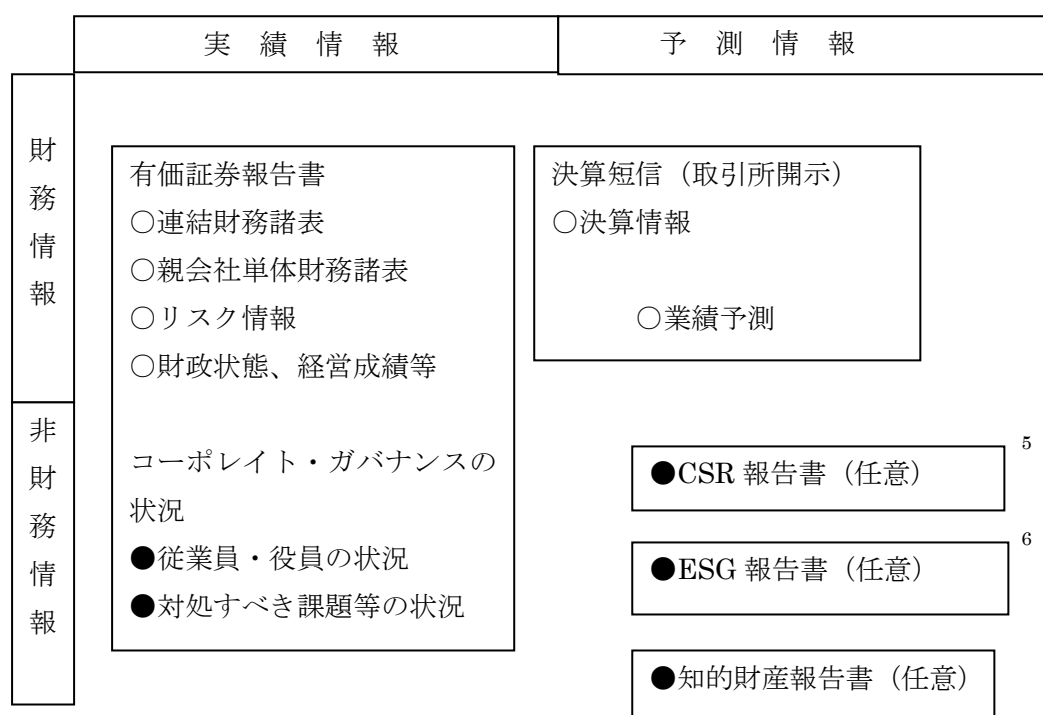 実 績 情 報
予 測 情 報
財務情報
有価証券報告書
○連結財務諸表
○親会社単体財務諸表
○リスク情報
○財政状態、経営成績等
コーポレイト・ガバナンスの
状況
●従業員・役員の状況
●対処すべき課題等の状況
決算短信（取引所開示）
○決算情報
○業績予測
非財務情報
●CSR 報告書（任意）
5
●ESG 報告書（任意）
6
●知的財産報告書（任意）